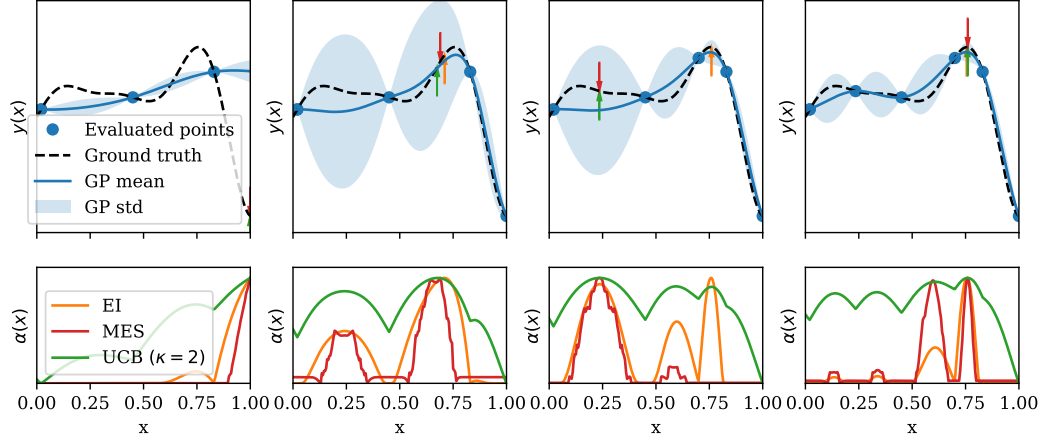 y(x)
y(x)
y(x)
y(x)
Evaluated points
Ground truth
GP mean
GP std
α(x)
α(x)
α(x)
α(x)
EI
MES
UCB (κ = 2)
0.00 0.25 0.50 0.75 1.00
0.00 0.25 0.50 0.75 1.00
0.00 0.25 0.50 0.75 1.00
0.00 0.25 0.50 0.75 1.00
x
x
x
x